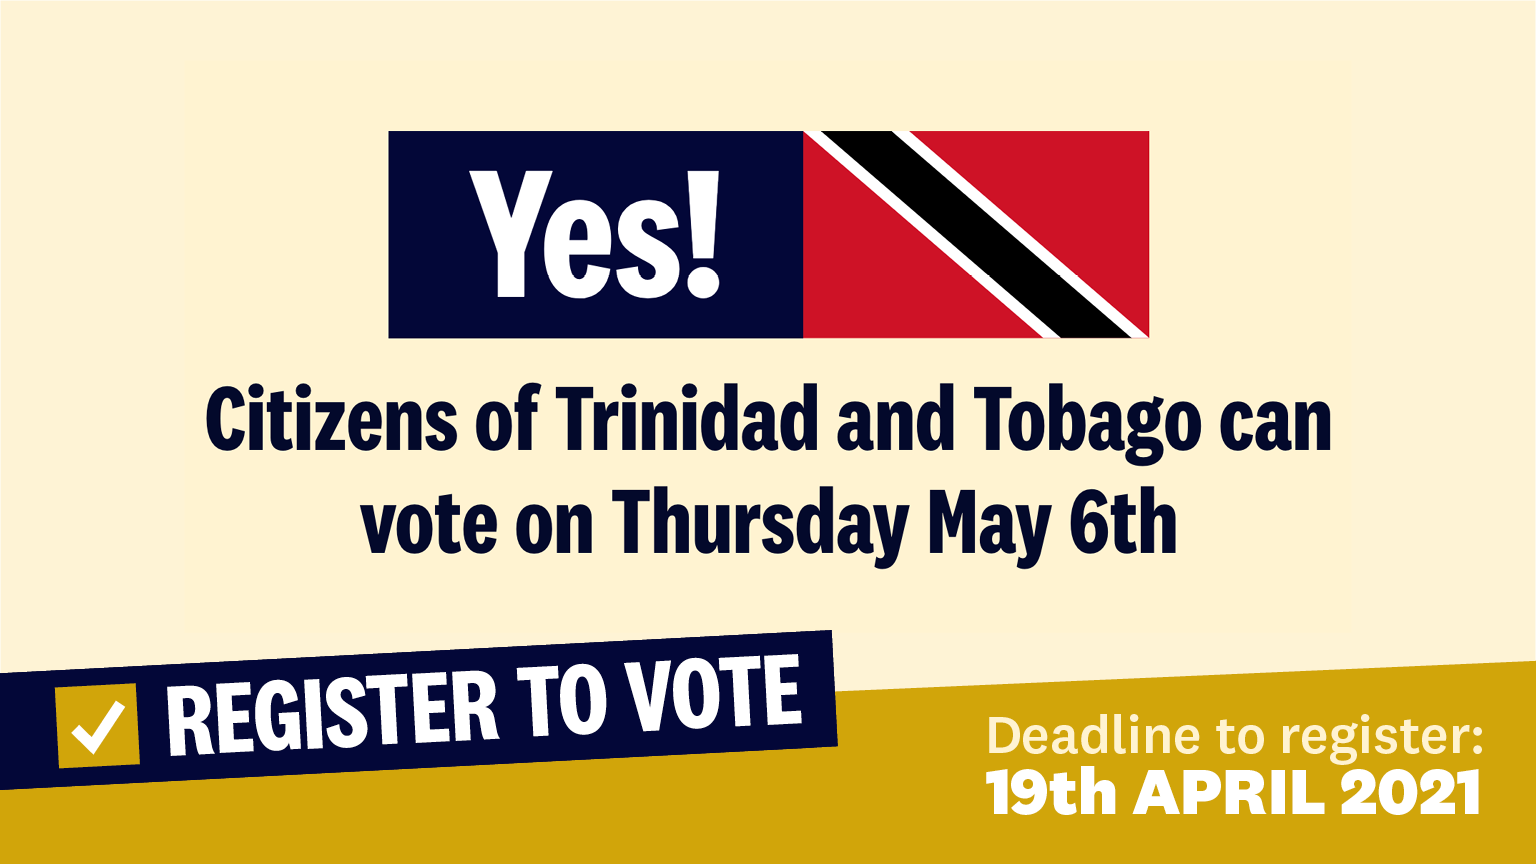 Yes!
Citizens of Trinidad and Tobago can
vote on Thursday May 6th
REGISTER TO VOTE
Deadline to register:
19th APRIL 2021